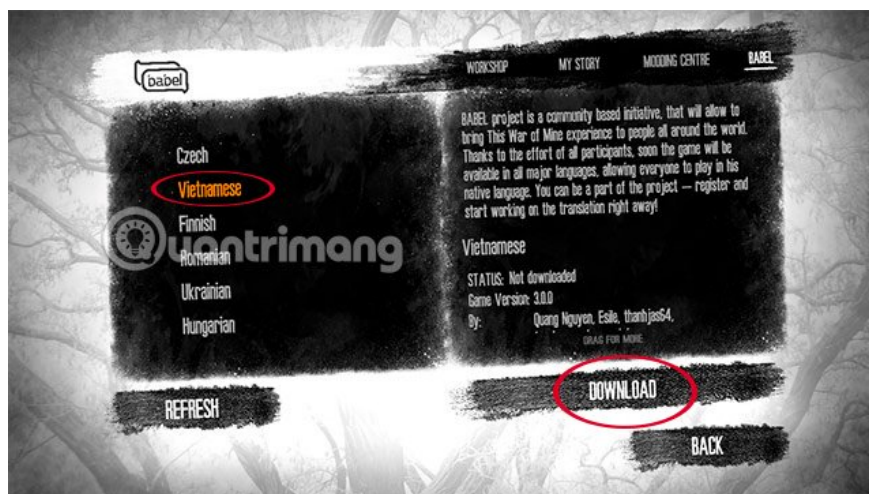 babel
WORKSHOP MY STORY MODDING CENTRE BABEL
Czech
Vietnamese
Finnish
Romanian
Ukrainian
Hungarian
REFRESH
BABEL project is a community based initiative, that will allow to
bring This War of Mine experience to people all around the world.
Thanks to the effort of all participants, soon the game will be
available in all major languages, allowing everyone to play in his
native language. You can be a part of the project — register and
start working on the translation right away!
Vietnamese
STATUS: Not downloaded
Game Version: 3.0.0
By: Quang Nguyen, Esile, thanhjas64,
DRAG FOR MORE
DOWNLOAD
BACK
Quantrimang